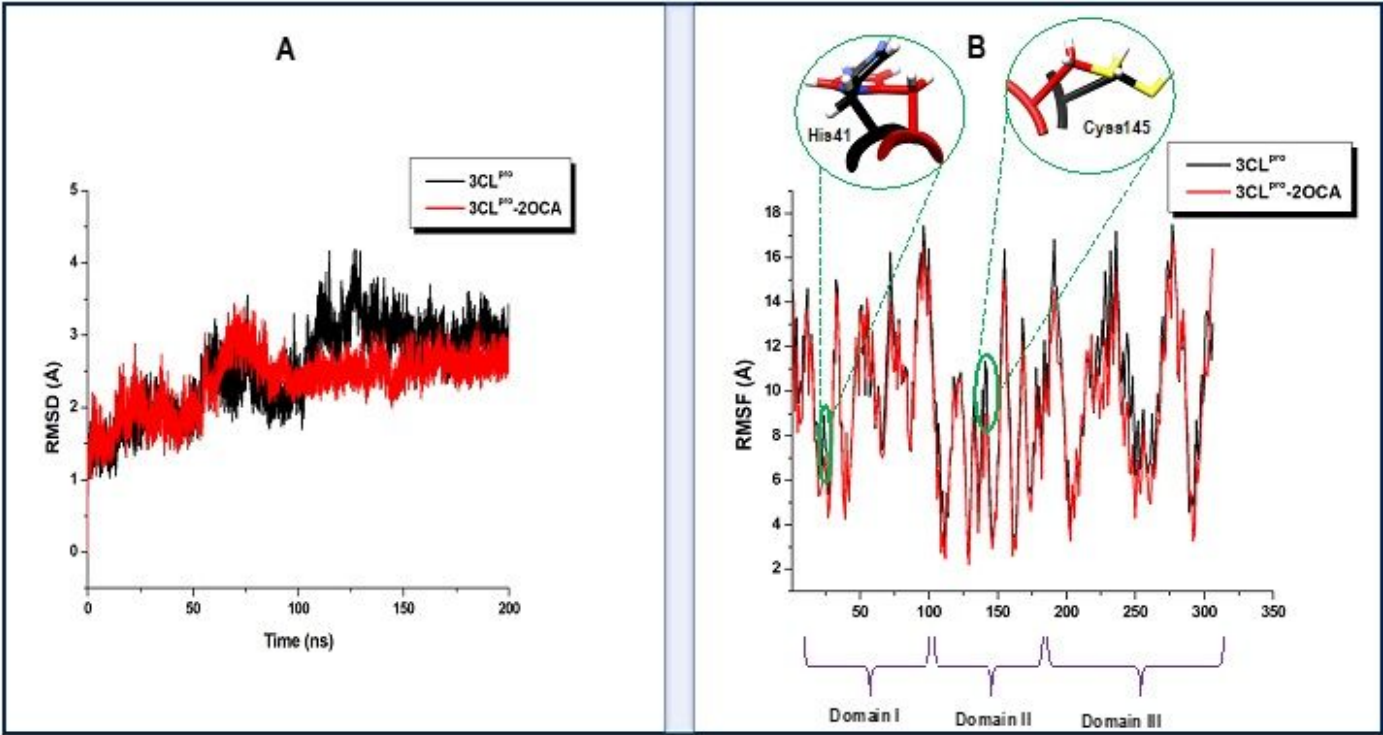 A
3CLpro
3CLpro-2OCA
5
4
3
2
1
0
RMSD (Å)
0 50 100 150 200
Time (ns)
B
His41
Cyss145
3CLpro
3CLpro-2OCA
18
16
14
12
10
8
6
4
2
RMSF (Å)
50 100 150 200 250 300 350
Domain I Domain II Domain III